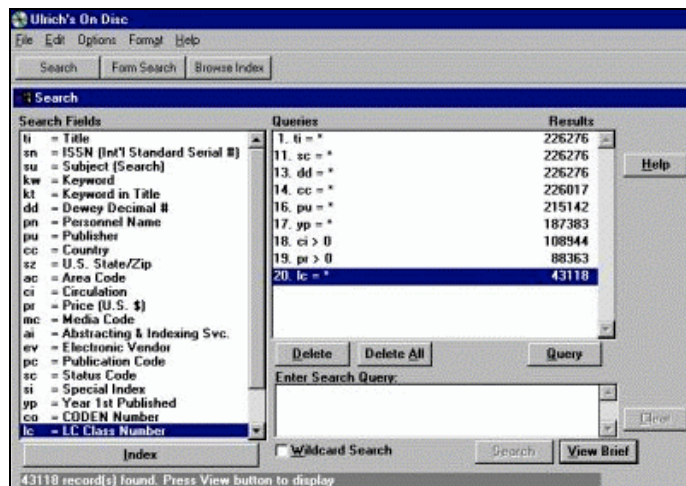 Ulrich's On Disc
File Edit Options Format Help
Search Form Search Browse Index
Search
Search Fields
ti = Title
sn = ISSN (Int'l Standard Serial #)
su = Subject (Search)
kw = Keyword
kt = Keyword in Title
dd = Dewey Decimal #
pn = Personnel Name
pu = Publisher
cc = Country
sz = U.S. State/Zip
ac = Area Code
ci = Circulation
pr = Price (U.S. $)
mc = Media Code
ai = Abstracting & Indexing Svc.
ev = Electronic Vendor
pc = Publication Code
sc = Status Code
si = Special Index
yp = Year 1st Published
co = CODEN Number
lc = LC Class Number
Index
Queries Results
1. ti = * 226276
11. sc = * 226276
13. dd = * 226276
14. cc = * 226017
16. pu = * 215142
17. yp = * 187383
18. ci > 0 108944
19. pr > 0 88363
20. lc = * 43118
Help
Delete Delete All Query
Enter Search Query:
Clear
Wildcard Search Search View Brief
43118 record(s) found. Press View button to display